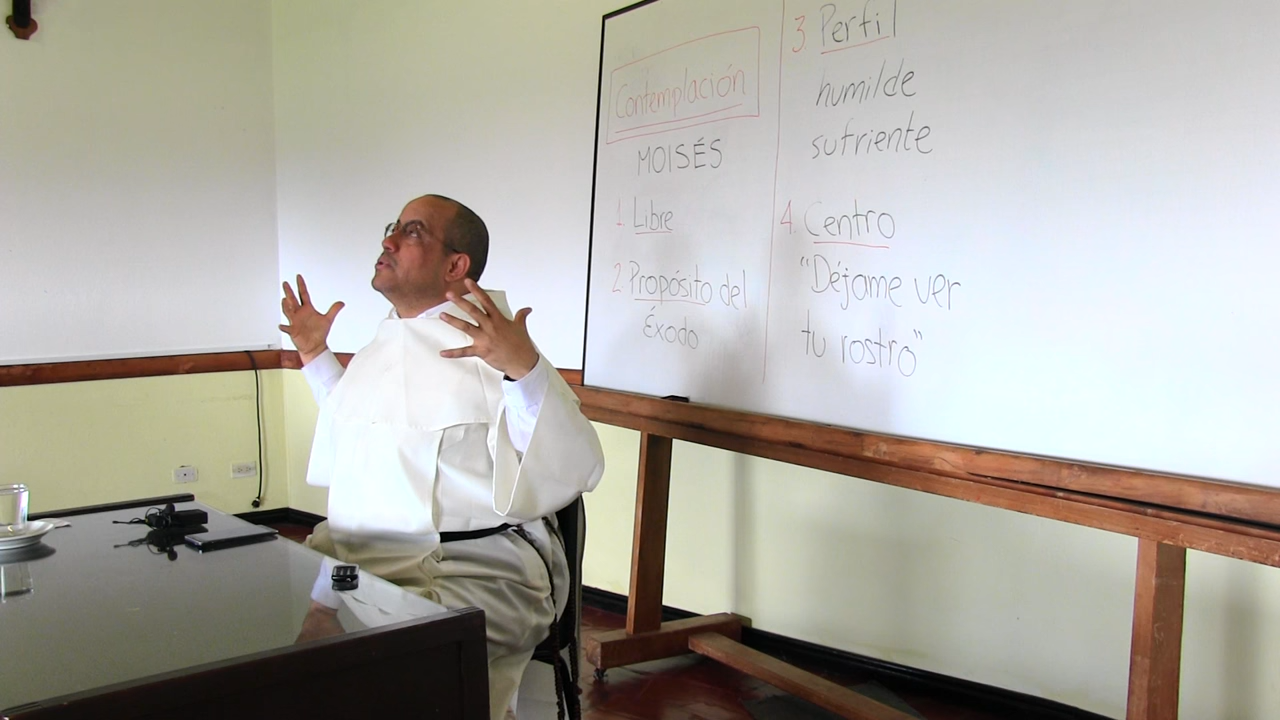 Contemplación
MOISÉS
1. Libre
2. Propósito del
Éxodo
3. Perfil
humilde
sufriente
4. Centro
"Déjame ver
tu rostro"